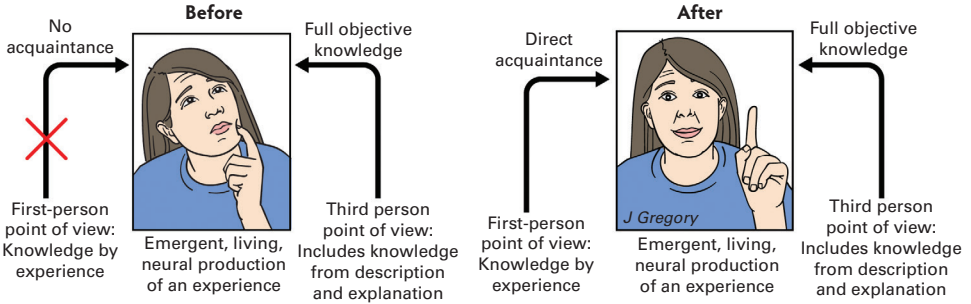 Before
No
acquaintance
Full objective
knowledge
First-person
point of view:
Knowledge by
experience
Emergent, living,
neural production
of an experience
Third person
point of view:
Includes knowledge
from description
and explanation
After
Direct
acquaintance
Full objective
knowledge
J Gregory
First-person
point of view:
Knowledge by
experience
Emergent, living,
neural production
of an experience
Third person
point of view:
Includes knowledge
from description
and explanation